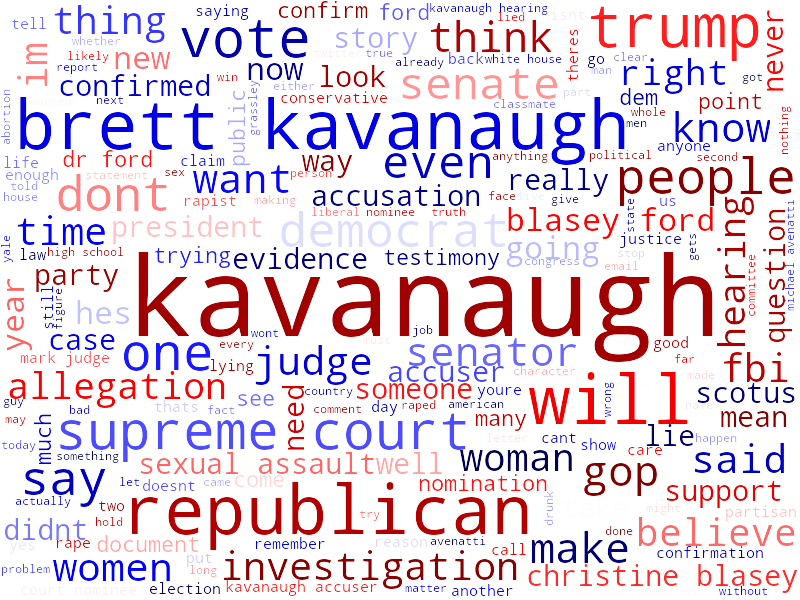 tell
saying
confirm
ford
kavanaugh hearing
lied
isnt
trump
whether
thing
im
vote
story
think
theres
never
likely
report
new
true
already
back
white house
go
clear
man
got
confirmed
now
look
senate
right
next
win
grassley
either
conservative
classmate
part
dem
point
abortion
brett kavanaugh
public
whole
men
know
nothing
life
enough
dr ford
claim
way
even
anything
political
second
anyone
told
house
dont
statement
sex
rapist
want
person
making
accusation
face
really
give
people
us
state
liberal
nominee
truth
yale
time
president
democrat
blasey ford
hearing
question
michael avenatti
law
high school
trying
evidence
testimony
going
congress
justice
gets
stop
email
committee
party
year
still
figure
hes
kavanaugh
case
one
every
wont
must
job
good
far
mark judge
lying
judge
senator
fbi
allegation
accuser
character
made
guy
bad
thats
fact
see
need
country
someone
youre
will
wrong
scotus
may
much
comment
day
raped
american
many
mean
today
supreme court
cant
show
lie
care
happen
something
say
sexual assault
well
letter
woman
gop
said
actually
let
doesnt
came
come
nomination
support
two
hold
republican
try
drunk
might
partisan
didnt
yes
rape
document
remember
reason
avenatti
call
make
done
believe
confirmation
problem
women
put
long
investigation
christine blasey
court nominee
election
kavanaugh accuser
matter
another
without